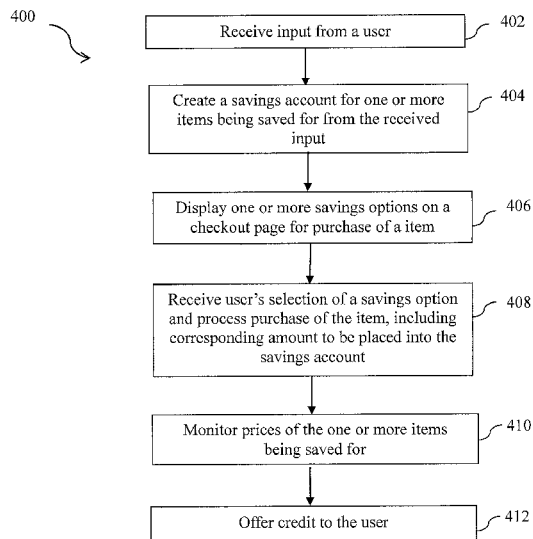 400
Receive input from a user
402
Create a savings account for one or more
items being saved for from the received
input
404
Display one or more savings options on a
checkout page for purchase of a item
406
Receive user's selection of a savings option
and process purchase of the item, including
corresponding amount to be placed into the
savings account
408
Monitor prices of the one or more items
being saved for
410
Offer credit to the user
412